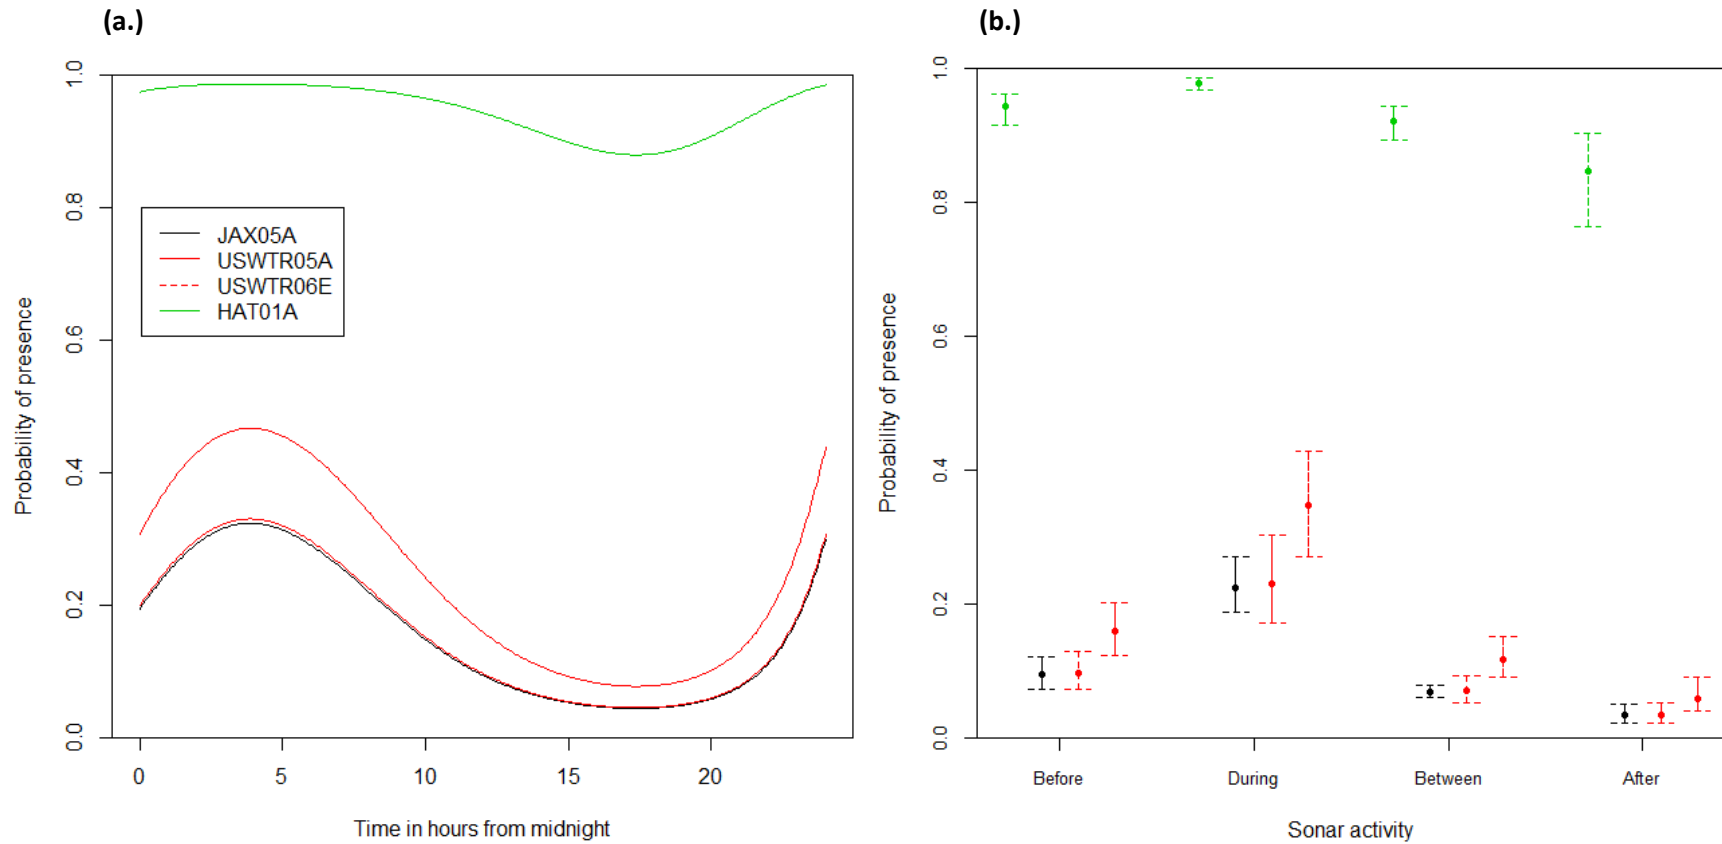 (a.)
Probability of presence
1.0
0.8
0.6
0.4
0.2
0.0
JAX05A
USWTR05A
USWTR06E
HAT01A
0 5 10 15 20
Time in hours from midnight
(b.)
Probability of presence
1.0
0.8
0.6
0.4
0.2
0.0
Before During Between After
Sonar activity